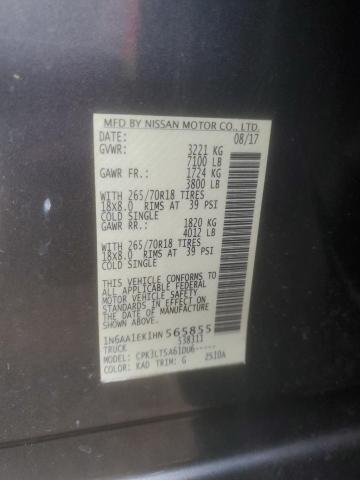 MFD BY NISSAN MOTOR CO., LTD.
DATE: 08/17
GVWR: 3221 KG
7100 LB
GAWR FR.: 1724 KG
3800 LB
WITH 265/70R18 TIRES
18X8.0 RIMS AT 39 PSI
COLD SINGLE
GAWR RR.: 1820 KG
4012 LB
WITH 265/70R18 TIRES
18X8.0 RIMS AT 39 PSI
COLD SINGLE
THIS VEHICLE CONFORMS TO
ALL APPLICABLE FEDERAL
MOTOR VEHICLE SAFETY
STANDARDS IN EFFECT ON
THE DATE OF MANUFACTURE
SHOWN ABOVE.
1N6AA1EK1HN565855
TRUCK 538311
MODEL: CPK3LTSA61DU6-----
COLOR: KAD TRIM: G 2510A